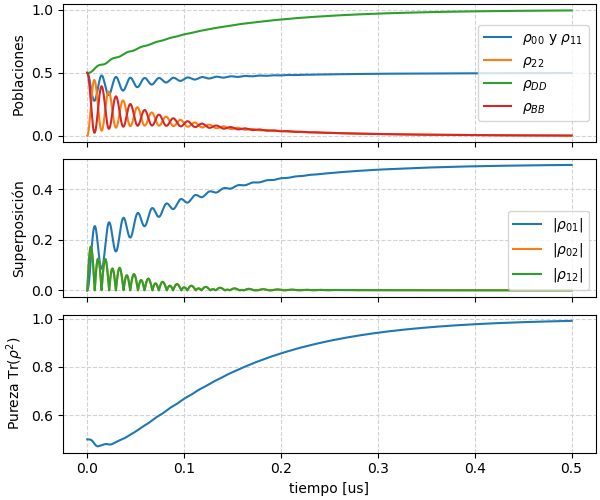 Poblaciones
1.0
0.5
0.0
ρ00 y ρ11
ρ22
ρDD
ρBB
Superposición
0.4
0.2
0.0
|ρ01|
|ρ02|
|ρ12|
Pureza Tr(ρ²)
1.0
0.8
0.6
0.0 0.1 0.2 0.3 0.4 0.5
tiempo [us]